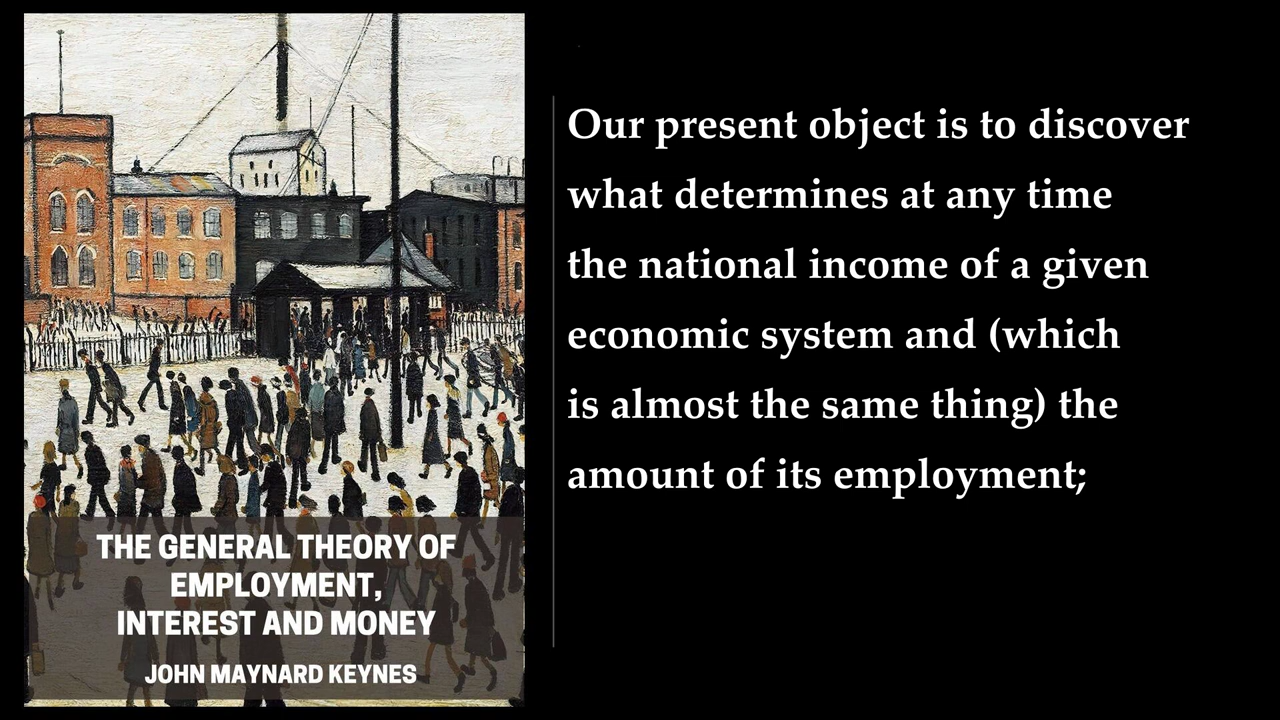 THE GENERAL THEORY OF
EMPLOYMENT,
INTEREST AND MONEY
JOHN MAYNARD KEYNES
Our present object is to discover
what determines at any time
the national income of a given
economic system and (which
is almost the same thing) the
amount of its employment;